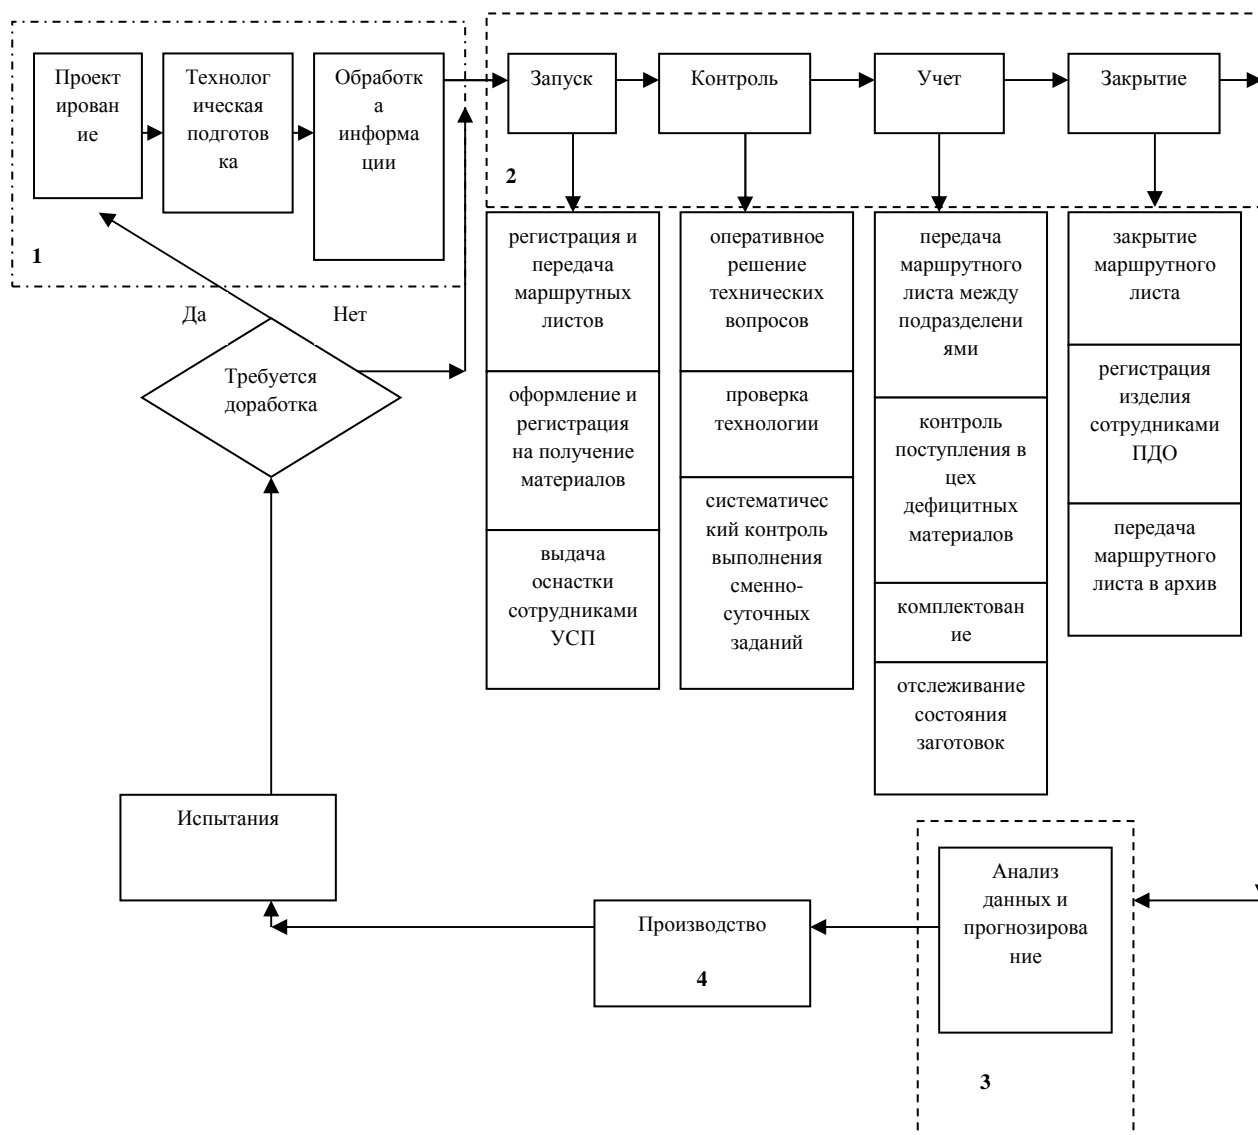 Проект
ирован
ие
Технолог
ическая
подготов
ка
Обработк
а
информа
ции
1
Запуск
Контроль
Учет
Закрытие
2
регистрация и
передача
маршрутных
листов
оформление и
регистрация
на получение
материалов
выдача
оснастки
сотрудниками
УСП
оперативное
решение
технических
вопросов
проверка
технологии
систематичес
кий контроль
выполнения
сменно-
суточных
заданий
передача
маршрутного
листа между
подразделени
ями
контроль
поступления в
цех
дефицитных
материалов
комплектован
ие
отслеживание
состояния
заготовок
закрытие
маршрутного
листа
регистрация
изделия
сотрудниками
ПДО
передача
маршрутного
листа в архив
Да
Нет
Требуется
доработка
Испытания
Производство
4
Анализ
данных и
прогнозирова
ние
3